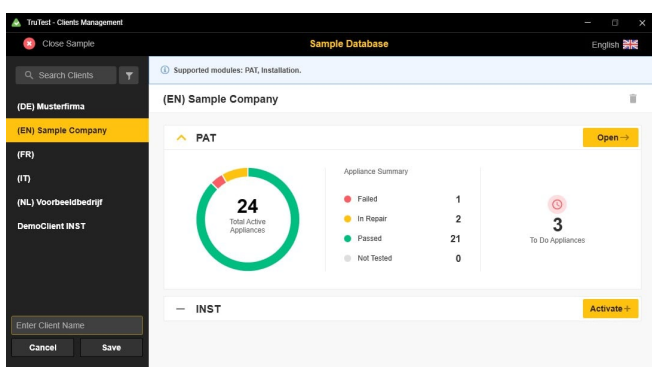 TruTest - Clients Management
Close Sample
Sample Database
English
Search Clients
Supported modules: PAT, Installation.
(DE) Musterfirma
(EN) Sample Company
(FR)
(IT)
(NL) Voorbeeldbedrijf
DemoClient INST
Enter Client Name
Cancel
Save
(EN) Sample Company
PAT
Open
24
Total Active
Appliances
Appliance Summary
Failed 1
In Repair 2
Passed 21
Not Tested 0
3
To Do Appliances
INST
Activate +